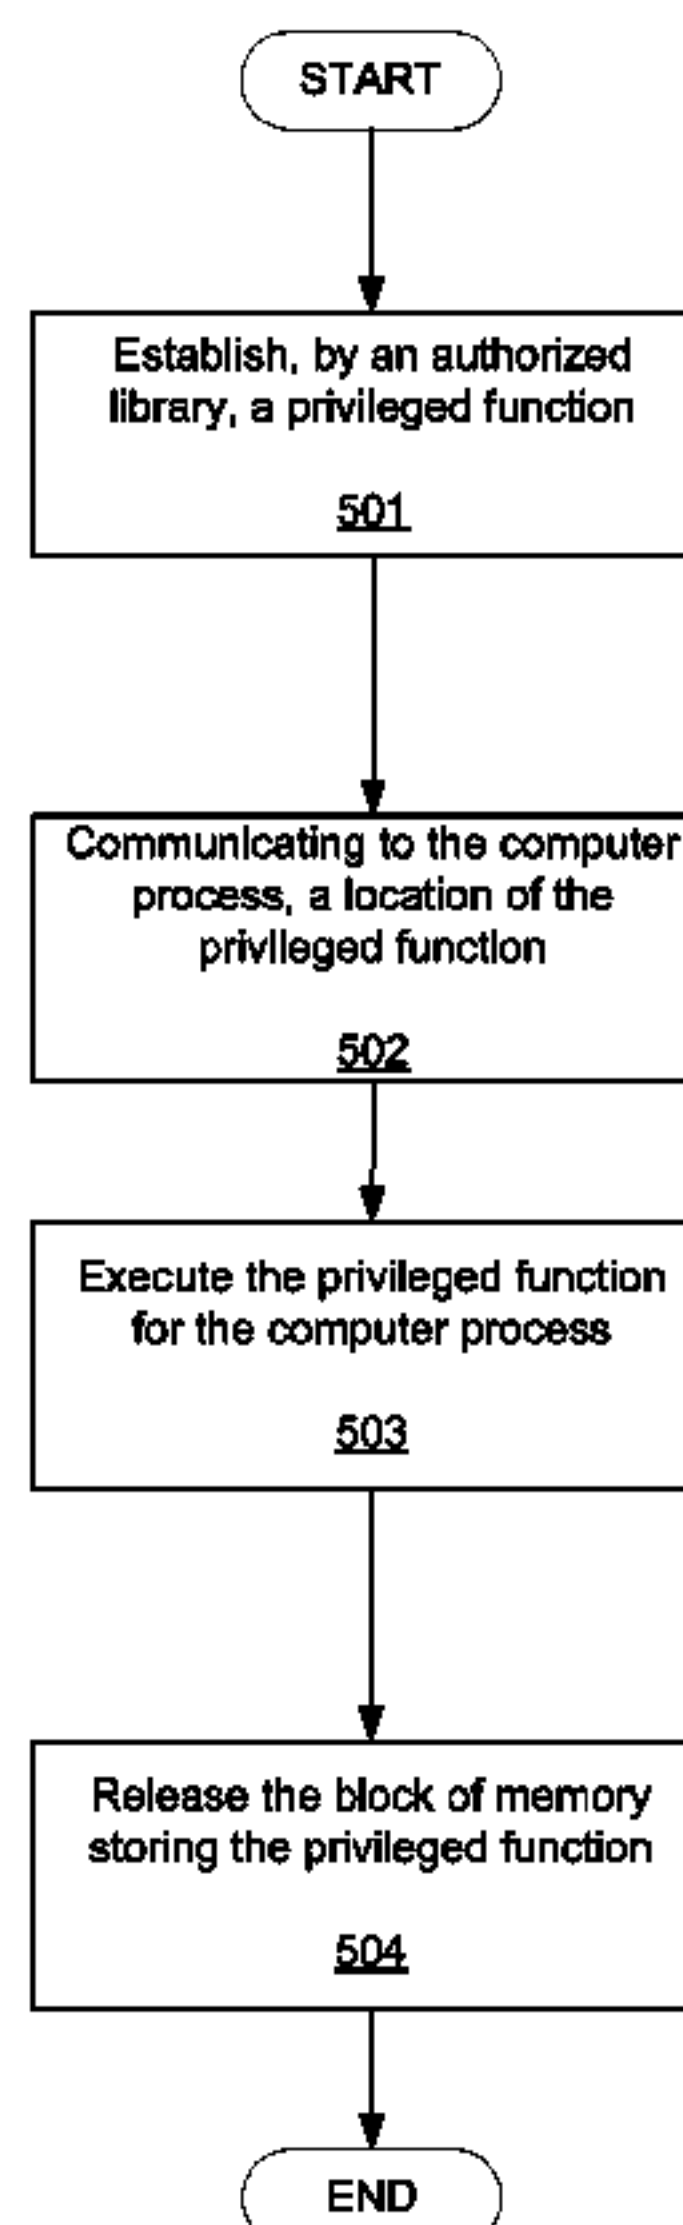 START
Establish, by an authorized
library, a privileged function
501
Communicating to the computer
process, a location of the
privileged function
502
Execute the privileged function
for the computer process
503
Release the block of memory
storing the privileged function
504
END